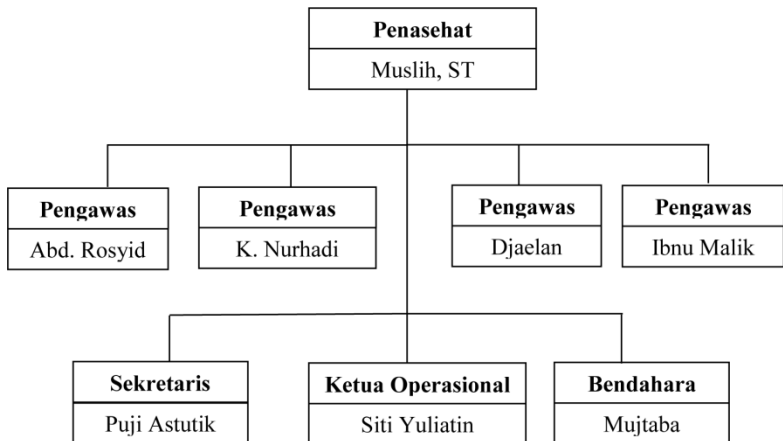 Penasehat
Muslih, ST
Pengawas
Abd. Rosyid
Pengawas
K. Nurhadi
Pengawas
Djaelan
Pengawas
Ibnu Malik
Sekretaris
Puji Astutik
Ketua Operasional
Siti Yuliatin
Bendahara
Mujtaba